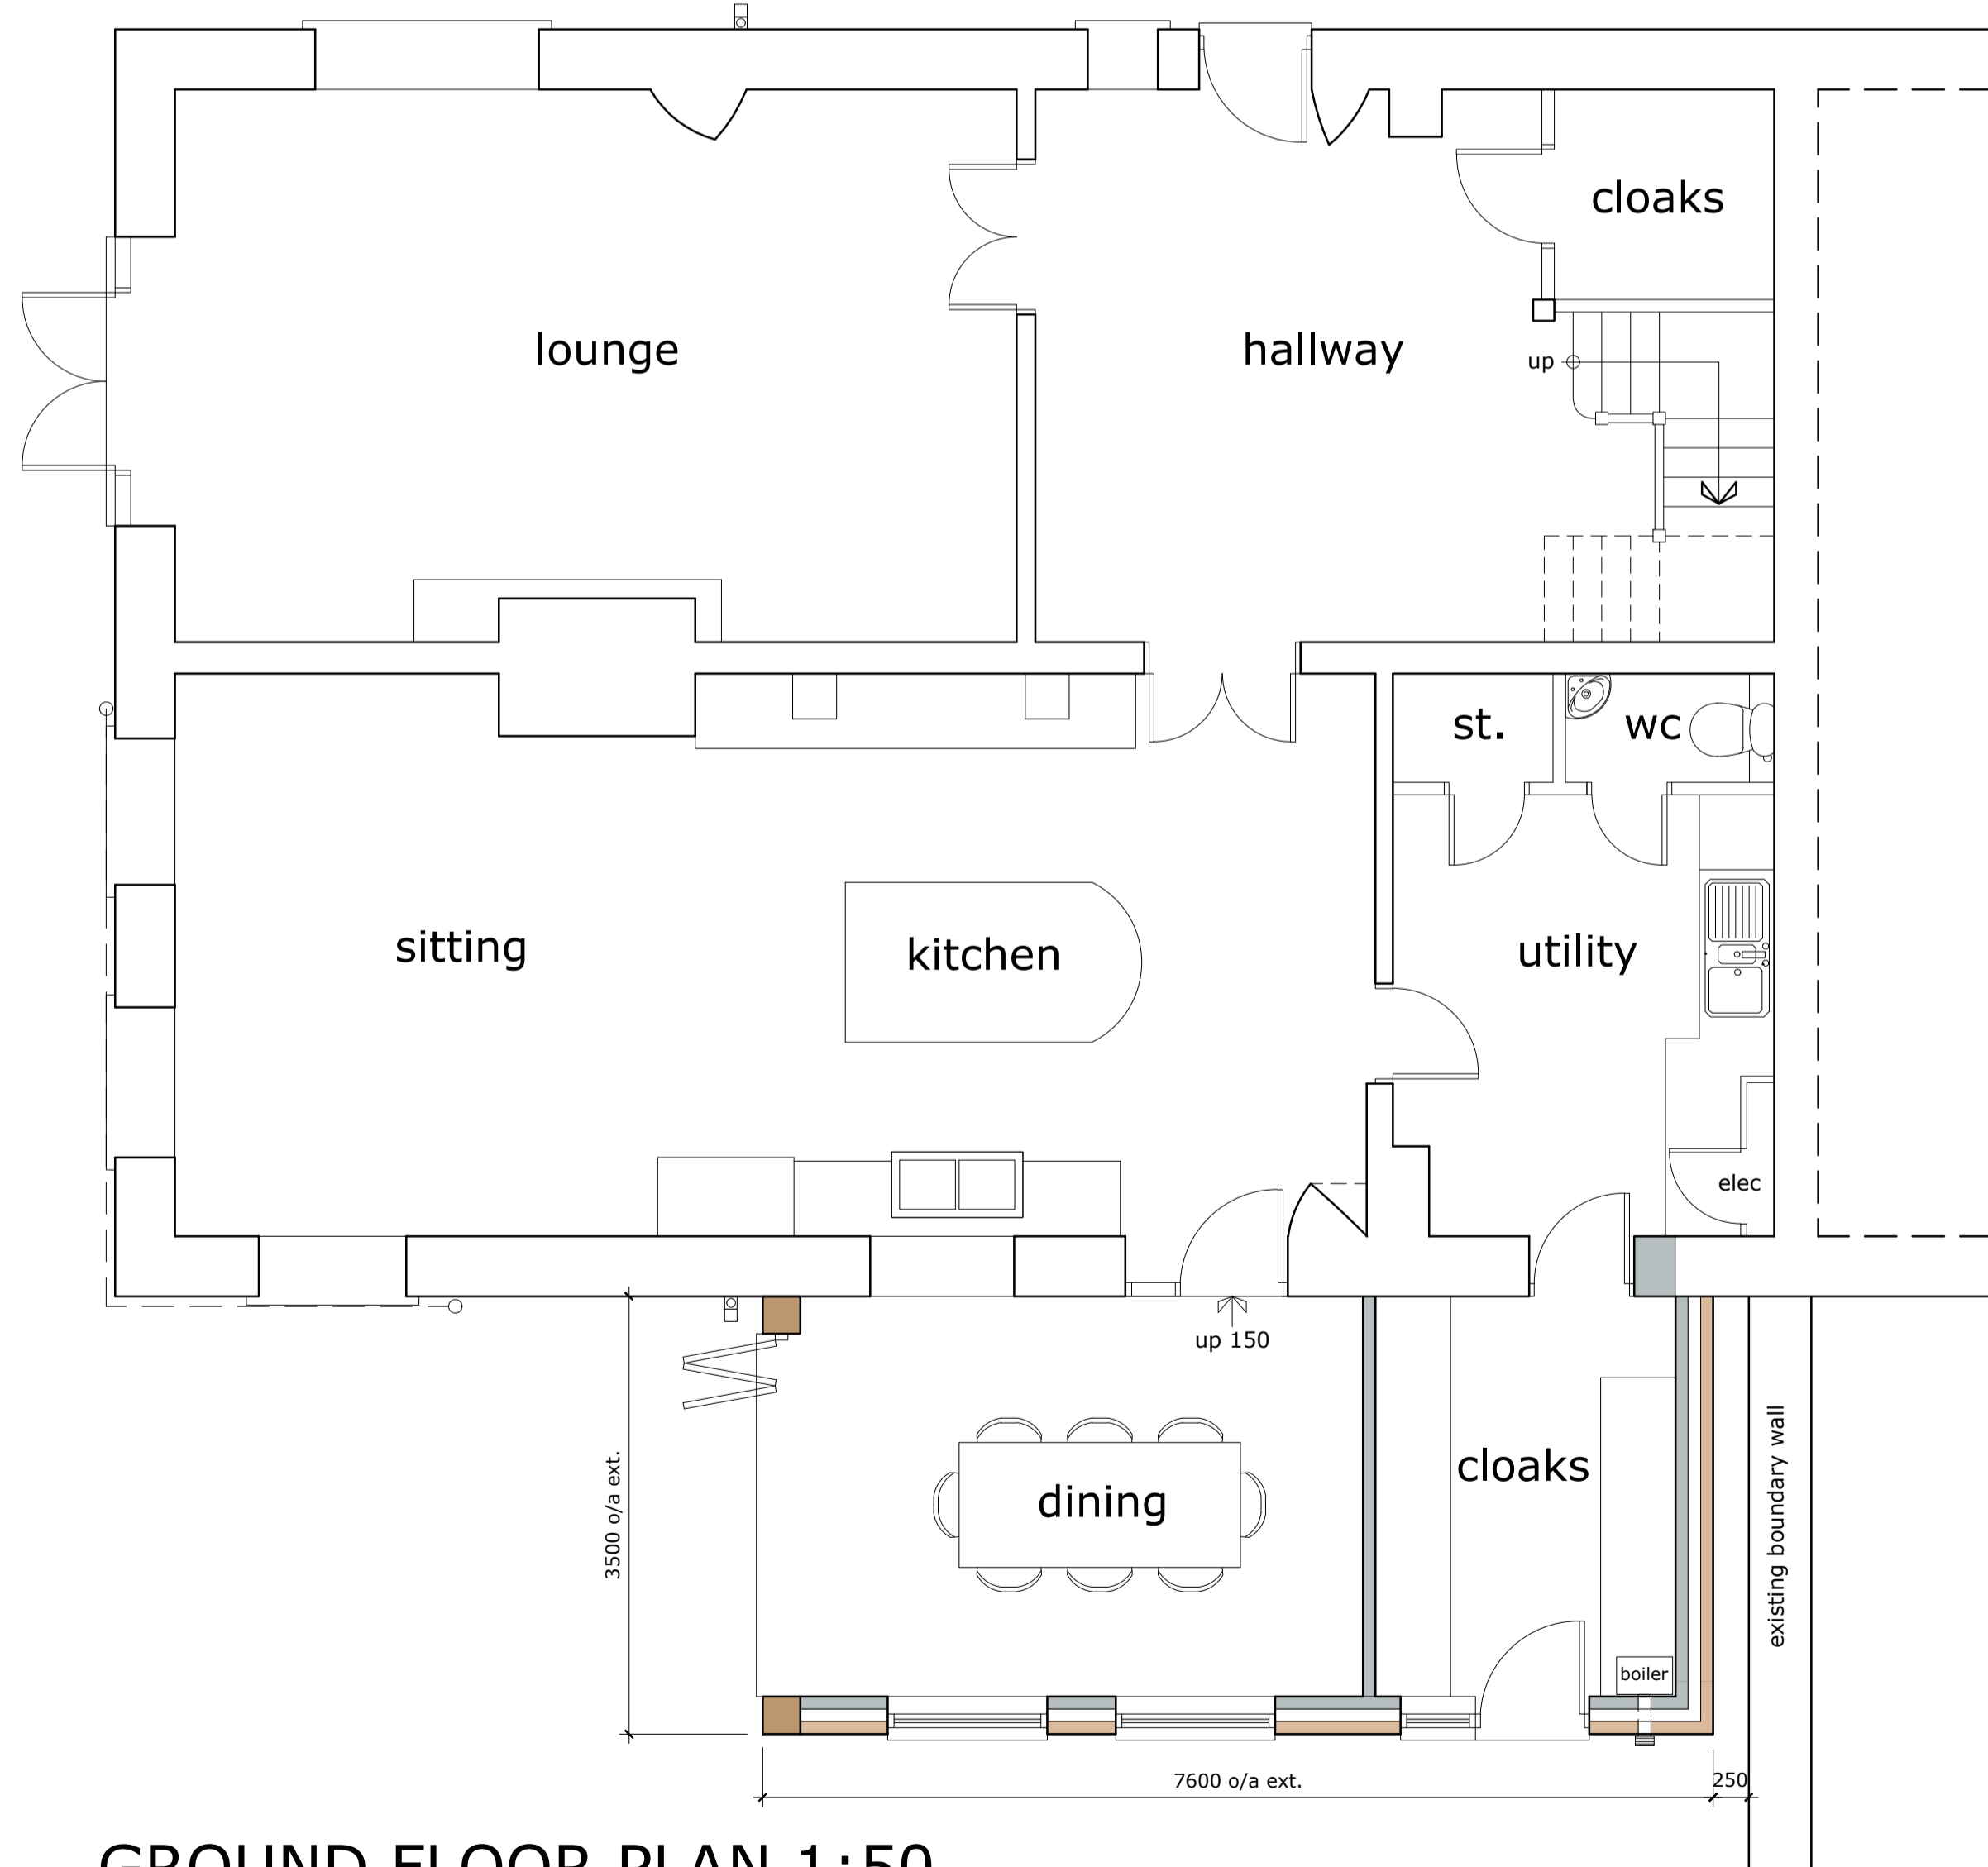 cloaks
lounge
hallway
up
st.
wc
sitting
kitchen
utility
elec
up 150
3500 o/a ext.
cloaks
dining
existing boundary wall
boiler
7600 o/a ext.
250
GROUND FLOOR PLAN 1:50